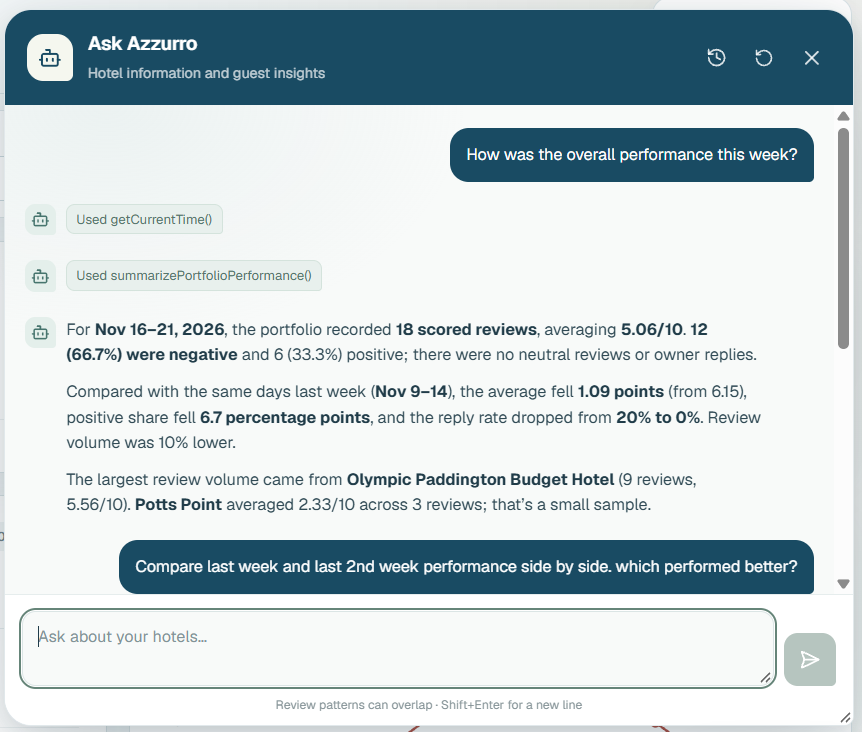 Ask Azzurro
Hotel information and guest insights
How was the overall performance this week?
Used getCurrentTime()
Used summarizePortfolioPerformance()
For Nov 16–21, 2026, the portfolio recorded 18 scored reviews, averaging 5.06/10. 12
(66.7%) were negative and 6 (33.3%) positive; there were no neutral reviews or owner replies.
Compared with the same days last week (Nov 9–14), the average fell 1.09 points (from 6.15),
positive share fell 6.7 percentage points, and the reply rate dropped from 20% to 0%. Review
volume was 10% lower.
The largest review volume came from Olympic Paddington Budget Hotel (9 reviews,
5.56/10). Potts Point averaged 2.33/10 across 3 reviews; that’s a small sample.
Compare last week and last 2nd week performance side by side. which performed better?
Ask about your hotels...
Review patterns can overlap · Shift+Enter for a new line